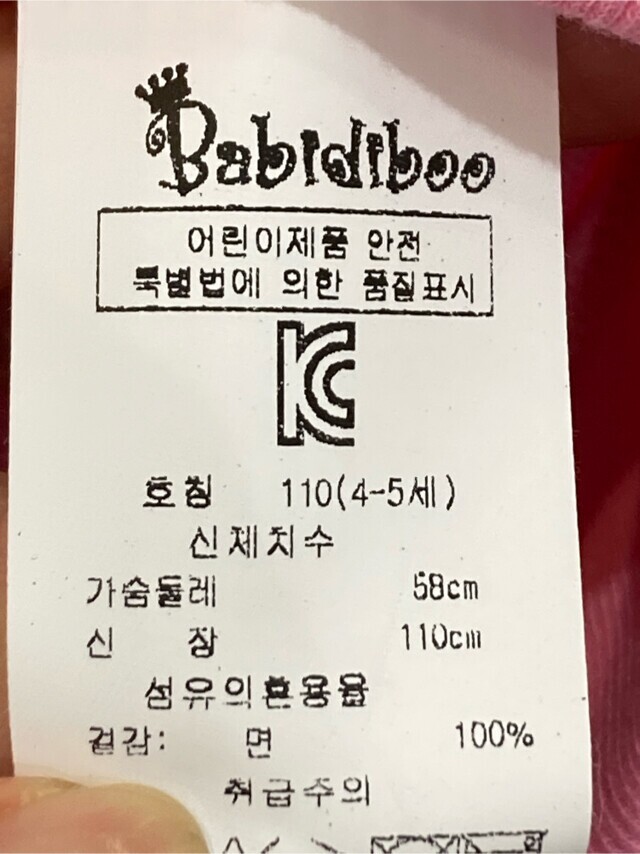 Babidiboo
어린이제품 안전
특별법에 의한 품질표시
KC
호칭 110(4-5세)
신체치수
가슴둘레 58cm
신 장 110cm
섬유의혼용율
겉감: 면 100%
취급주의